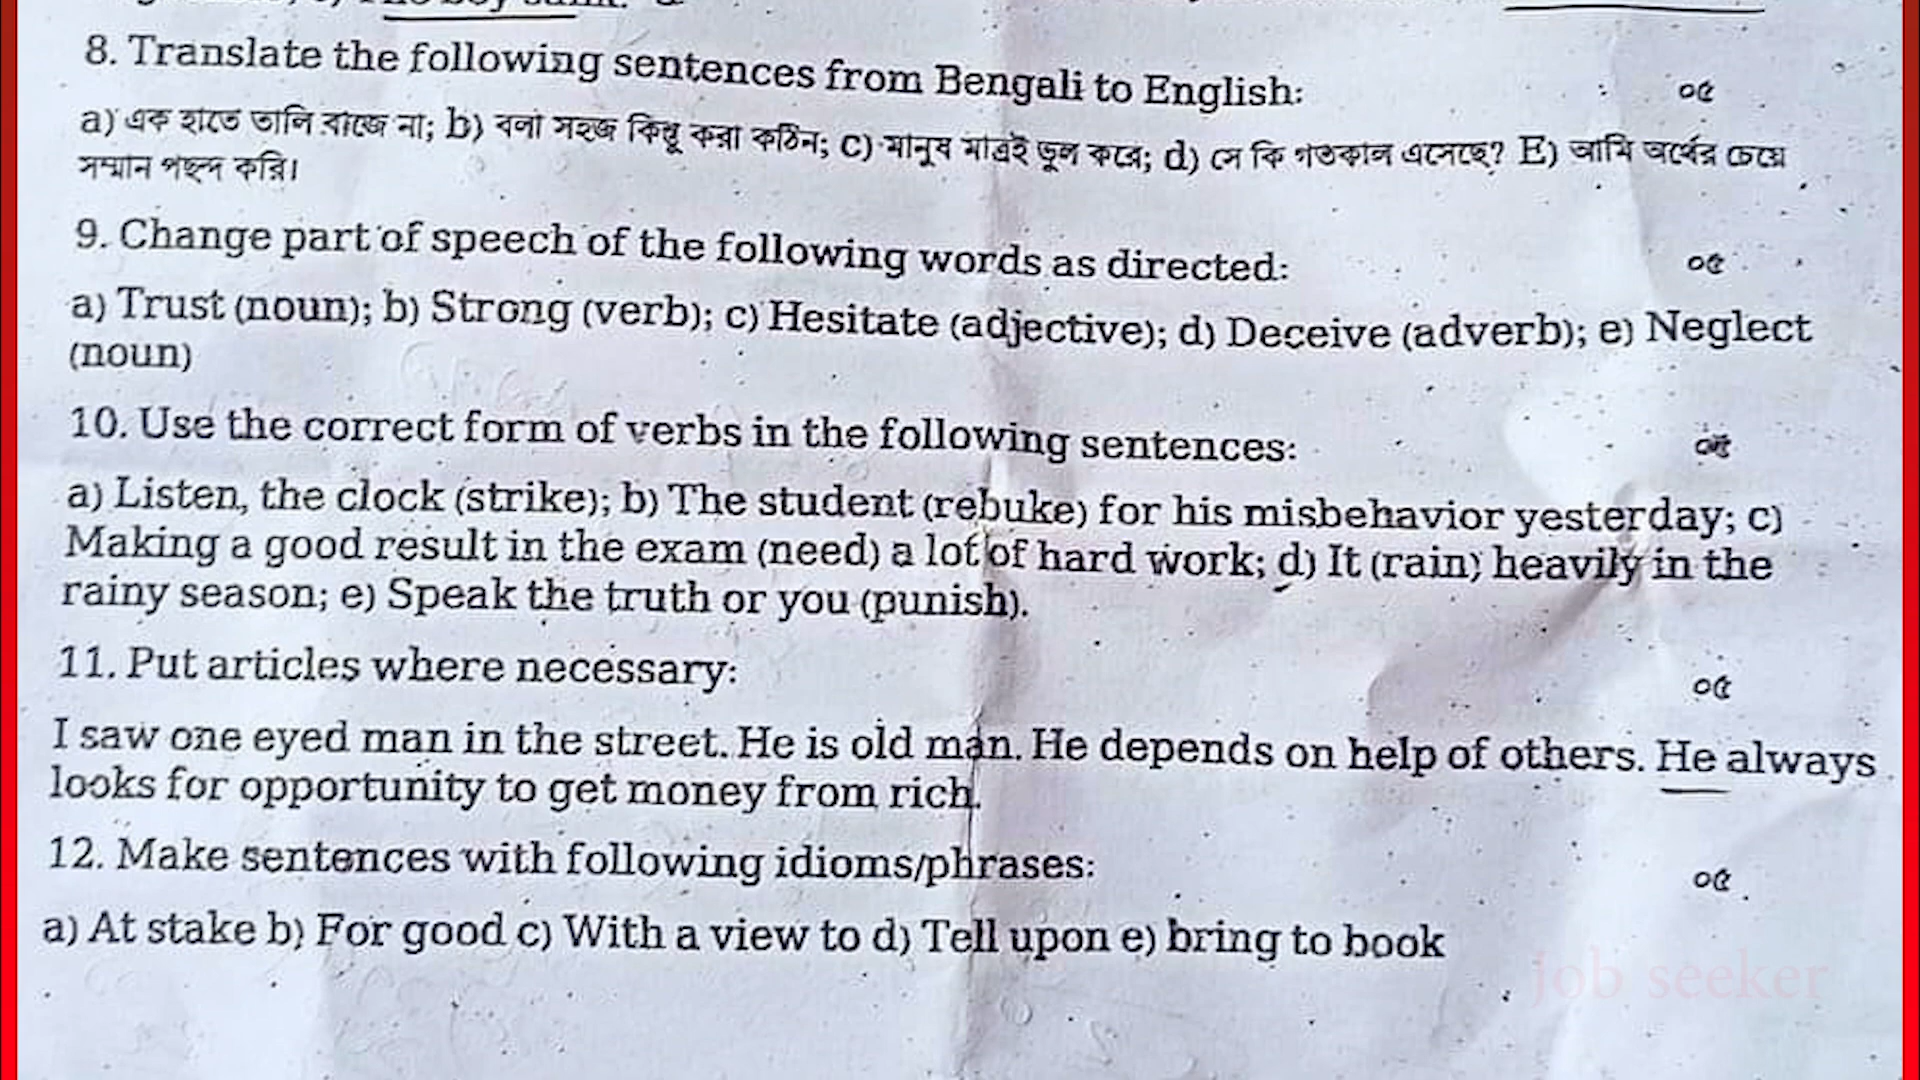 The boy sunk.
8. Translate the following sentences from Bengali to English: ০৫
a) এক হাতে তালি বাজে না; b) বলা সহজ কিন্তু করা কঠিন; C) মানুষ মাত্রই ভুল করে; d) সে কি গতকাল এসেছে? E) আমি অর্থের চেয়ে
সম্মান পছন্দ করি।
9. Change part of speech of the following words as directed: ০৫
a) Trust (noun); b) Strong (verb); c) Hesitate (adjective); d) Deceive (adverb); e) Neglect
(noun)
10. Use the correct form of verbs in the following sentences: ০৫
a) Listen, the clock (strike); b) The student (rebuke) for his misbehavior yesterday; c)
Making a good result in the exam (need) a lot of hard work; d) It (rain) heavily in the
rainy season; e) Speak the truth or you (punish).
11. Put articles where necessary: ০৫
I saw one eyed man in the street. He is old man. He depends on help of others. He always
looks for opportunity to get money from rich.
12. Make sentences with following idioms/phrases: ০৫
a) At stake b) For good c) With a view to d) Tell upon e) bring to book
job seeker